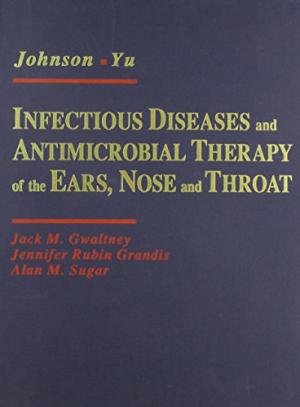 Johnson ▪ Yu
INFECTIOUS DISEASES and
ANTIMICROBIAL THERAPY
of the EARS, NOSE and THROAT
Jack M. Gwaltney
Jennifer Rubin Grandis
Alan M. Sugar